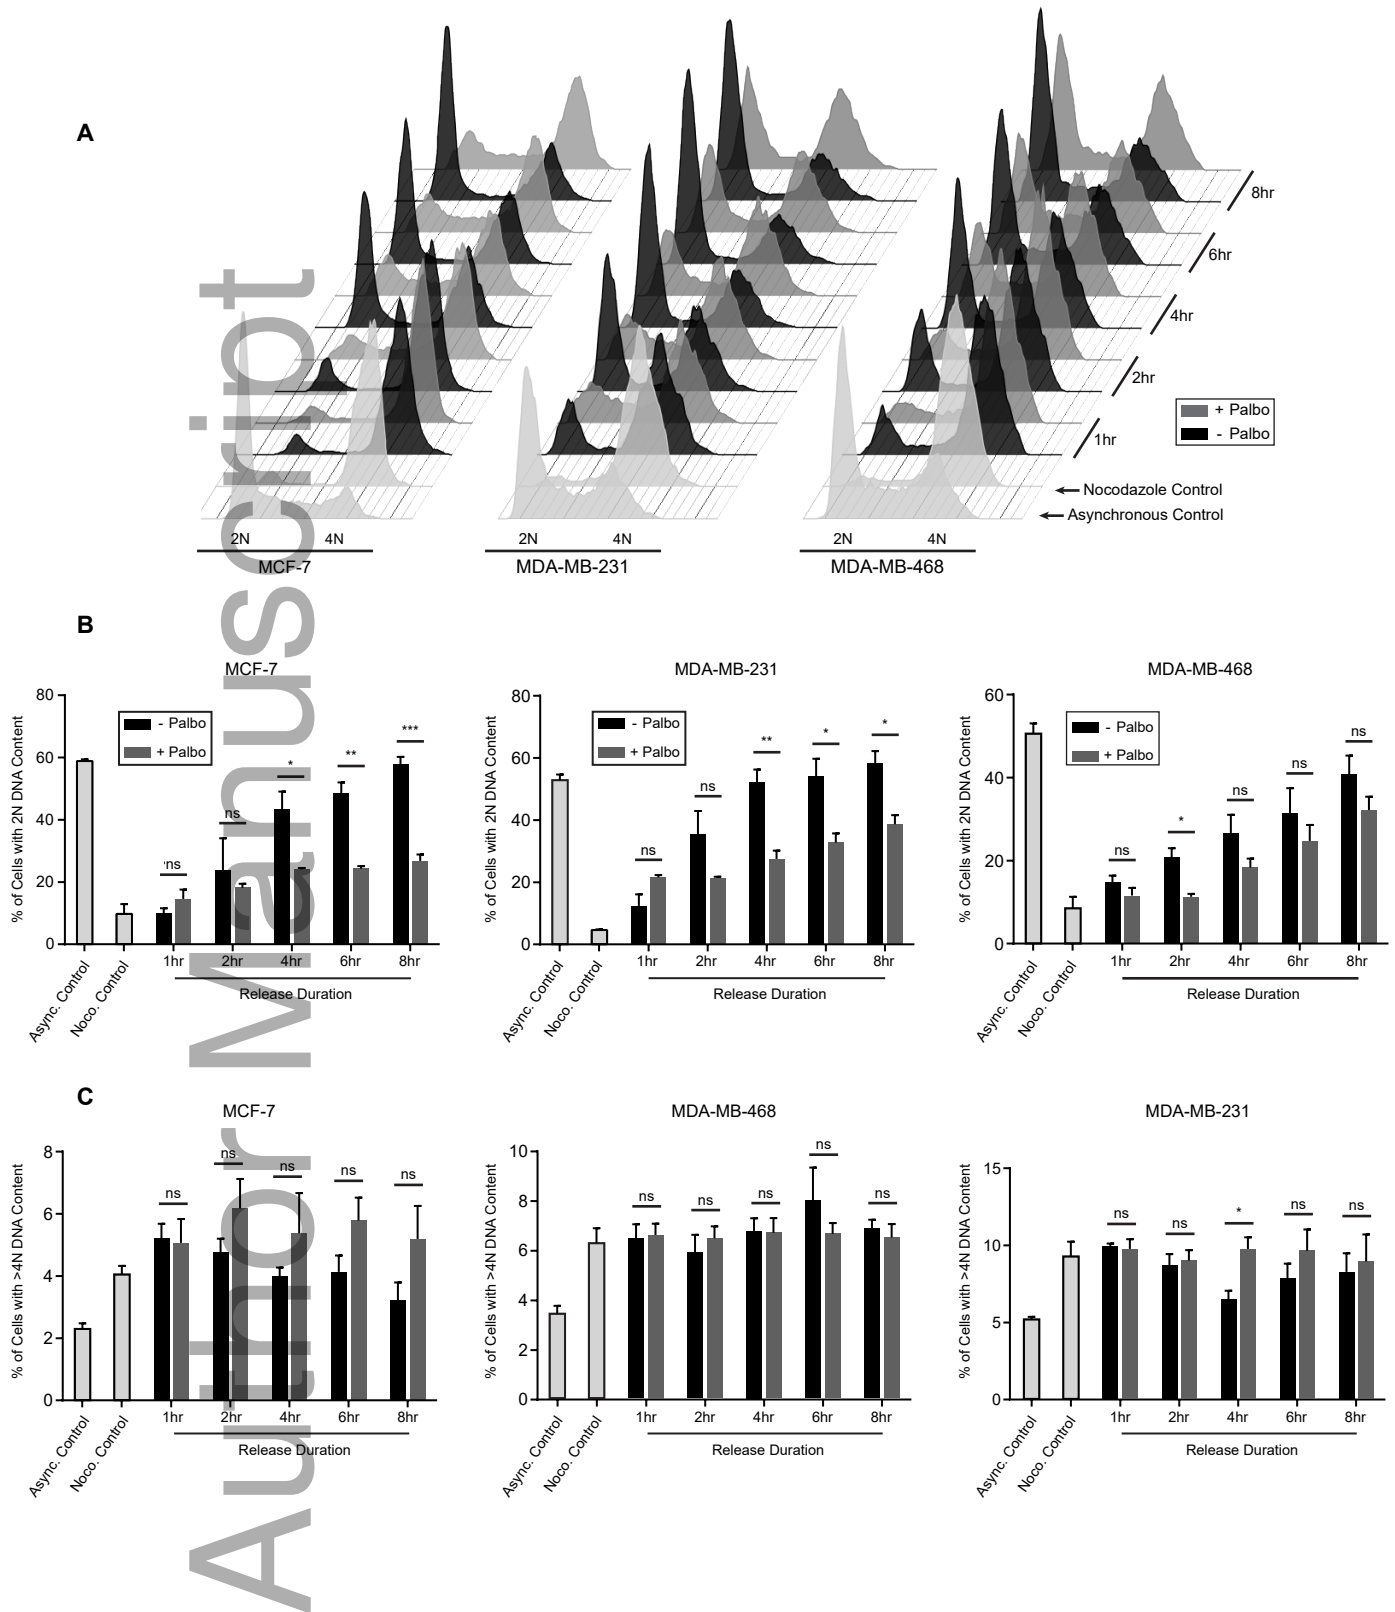 A
8hr
6hr
4hr
2hr
1hr
+ Palbo
- Palbo
Nocodazole Control
Asynchronous Control
2N 4N
MCF-7
2N 4N
MDA-MB-231
2N 4N
MDA-MB-468
B
MCF-7
% of Cells with 2N DNA Content
80
60
40
20
0
- Palbo
+ Palbo
ns
ns
*
**
***
Async. Control
Noco. Control
1hr 2hr 4hr 6hr 8hr
Release Duration
MDA-MB-231
% of Cells with 2N DNA Content
80
60
40
20
0
- Palbo
+ Palbo
ns
ns
**
*
*
Async. Control
Noco. Control
1hr 2hr 4hr 6hr 8hr
Release Duration
MDA-MB-468
% of Cells with 2N DNA Content
60
40
20
0
- Palbo
+ Palbo
ns
*
ns
ns
ns
Async. Control
Noco. Control
1hr 2hr 4hr 6hr 8hr
Release Duration
C
MCF-7
% of Cells with >4N DNA Content
8
6
4
2
0
ns
ns
ns
ns
ns
Async. Control
Noco. Control
1hr 2hr 4hr 6hr 8hr
Release Duration
MDA-MB-468
% of Cells with >4N DNA Content
10
8
6
4
2
0
ns
ns
ns
ns
ns
Async. Control
Noco. Control
1hr 2hr 4hr 6hr 8hr
Release Duration
MDA-MB-231
% of Cells with >4N DNA Content
15
10
5
0
ns
ns
*
ns
ns
Async. Control
Noco. Control
1hr 2hr 4hr 6hr 8hr
Release Duration
Author Manuscript